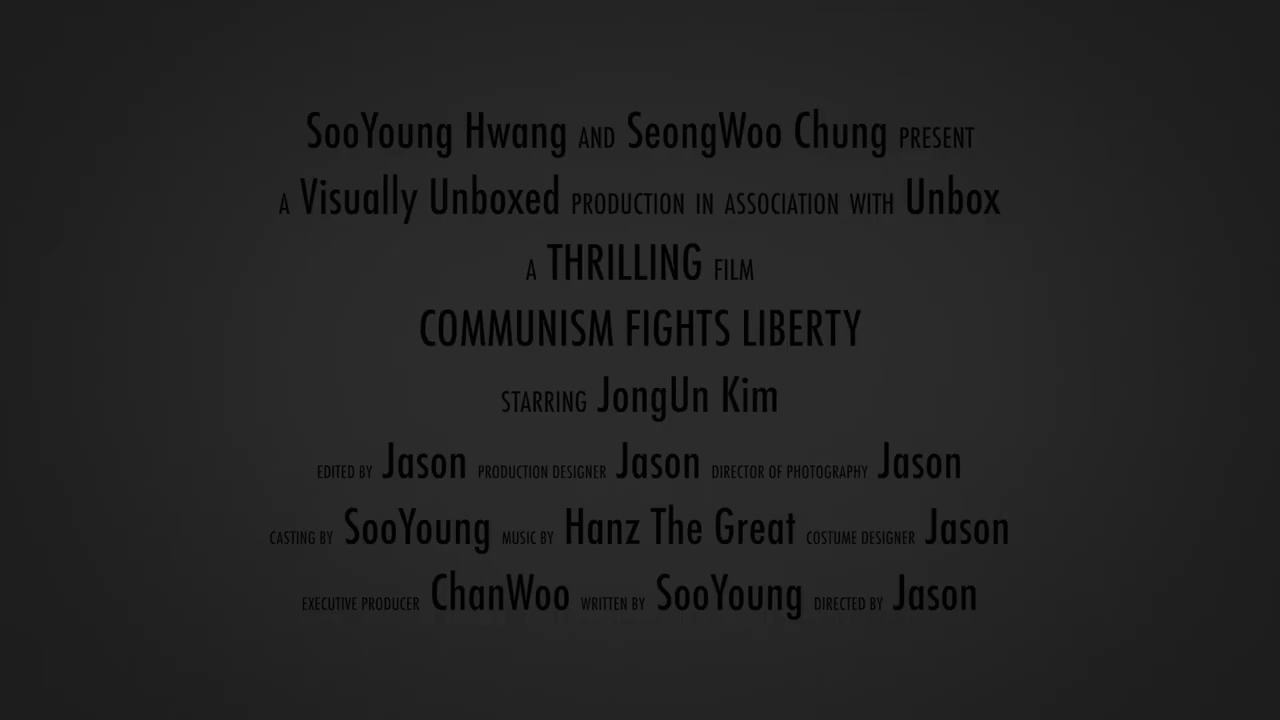 SooYoung Hwang AND SeongWoo Chung PRESENT
A Visually Unboxed PRODUCTION IN ASSOCIATION WITH Unbox
A THRILLING FILM
COMMUNISM FIGHTS LIBERTY
STARRING JongUn Kim
EDITED BY Jason PRODUCTION DESIGNER Jason DIRECTOR OF PHOTOGRAPHY Jason
CASTING BY SooYoung MUSIC BY Hanz The Great COSTUME DESIGNER Jason
EXECUTIVE PRODUCER ChanWoo WRITTEN BY SooYoung DIRECTED BY Jason